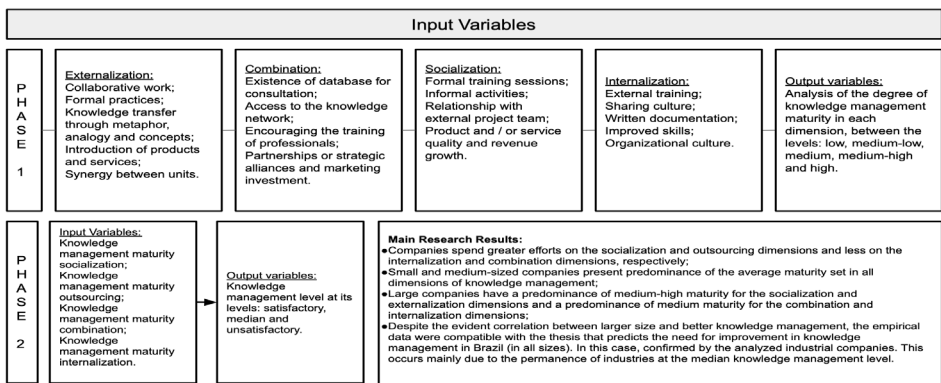 Input Variables
P
H
A
S
E
1
Externalization:
Collaborative work;
Formal practices;
Knowledge transfer
through metaphor,
analogy and concepts;
Introduction of products
and services;
Synergy between units.
Combination:
Existence of database for
consultation;
Access to the knowledge
network;
Encouraging the training
of professionals;
Partnerships or strategic
alliances and marketing
investment.
Socialization:
Formal training sessions;
Informal activities;
Relationship with
external project team;
Product and / or service
quality and revenue
growth.
Internalization:
External training;
Sharing culture;
Written documentation;
Improved skills;
Organizational culture.
Output variables:
Analysis of the degree of
knowledge management
maturity in each
dimension, between the
levels: low, medium-low,
medium, medium-high
and high.
P
H
A
S
E
2
Input Variables:
Knowledge
management maturity
socialization;
Knowledge
management maturity
outsourcing;
Knowledge
management maturity
combination;
Knowledge
management maturity
internalization.
Output variables:
Knowledge
management level at its
levels: satisfactory,
median and
unsatisfactory.
Main Research Results:
●Companies spend greater efforts on the socialization and outsourcing dimensions and less on the
internalization and combination dimensions, respectively;
●Small and medium-sized companies present predominance of the average maturity set in all
dimensions of knowledge management;
●Large companies have a predominance of medium-high maturity for the socialization and
externalization dimensions and a predominance of medium maturity for the combination and
internalization dimensions;
●Despite the evident correlation between larger size and better knowledge management, the empirical
data were compatible with the thesis that predicts the need for improvement in knowledge
management in Brazil (in all sizes). In this case, confirmed by the analyzed industrial companies. This
occurs mainly due to the permanence of industries at the median knowledge management level.